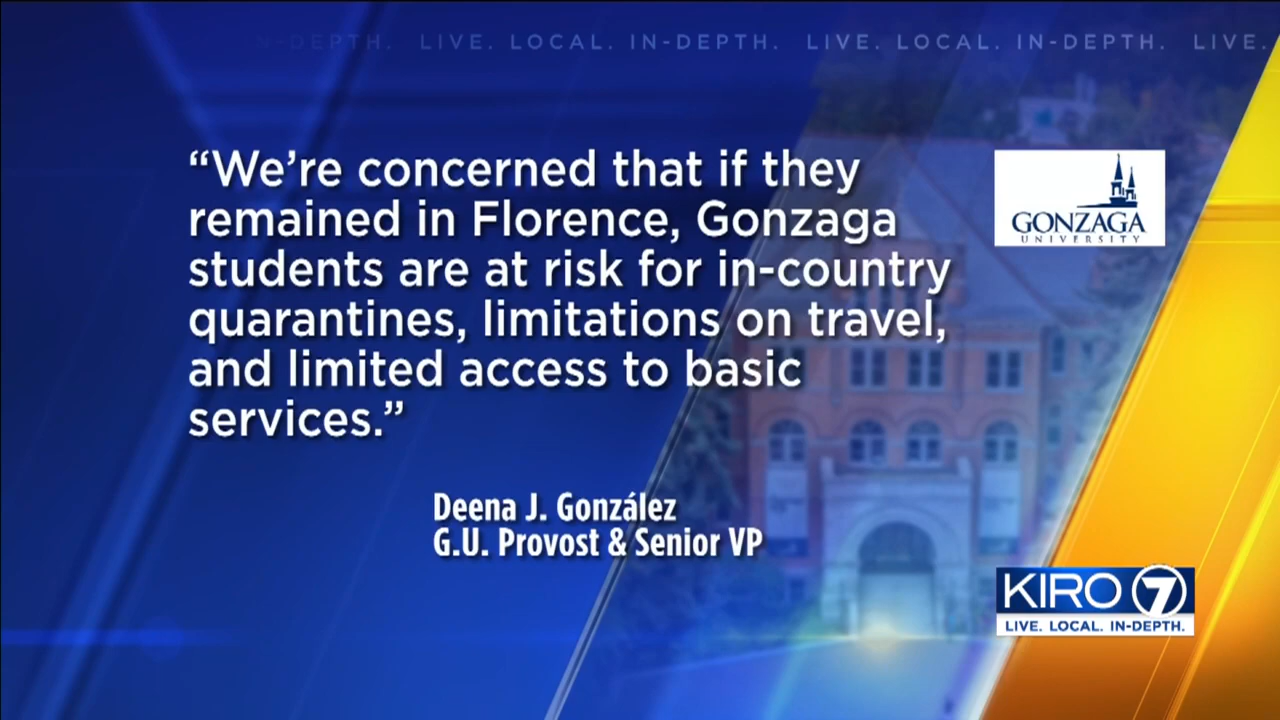 N-DEPTH. LIVE. LOCAL. IN-DEPTH. LIVE. LOCAL. IN-DEPTH. LIVE.
“We’re concerned that if they
remained in Florence, Gonzaga
students are at risk for in-country
quarantines, limitations on travel,
and limited access to basic
services.”
GONZAGA
UNIVERSITY
Deena J. González
G.U. Provost & Senior VP
KIRO 7
LIVE. LOCAL. IN-DEPTH.